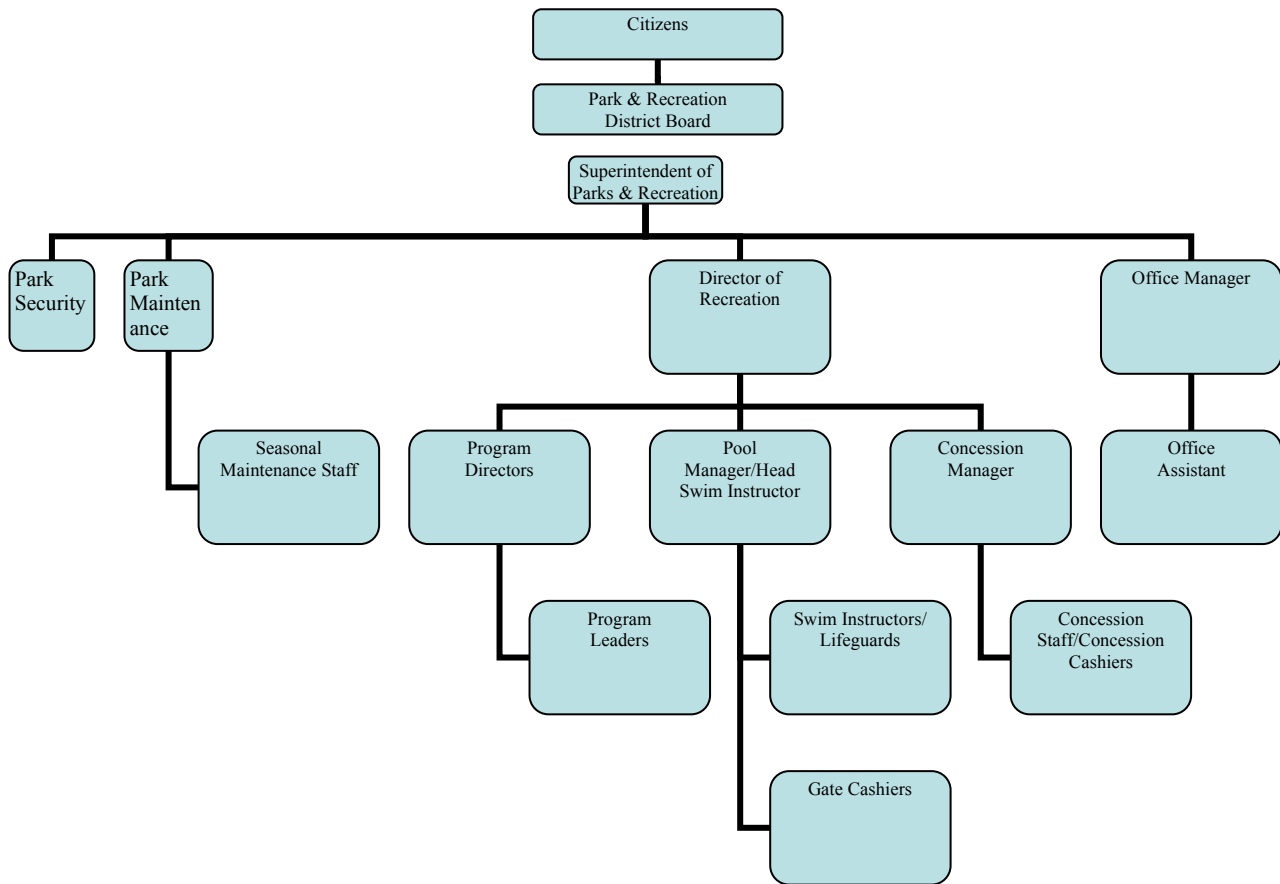 Citizens
Park & Recreation
District Board
Superintendent of
Parks & Recreation
Park
Security
Park
Mainten
ance
Director of
Recreation
Office Manager
Seasonal
Maintenance Staff
Program
Directors
Pool
Manager/Head
Swim Instructor
Concession
Manager
Office
Assistant
Program
Leaders
Swim Instructors/
Lifeguards
Concession
Staff/Concession
Cashiers
Gate Cashiers